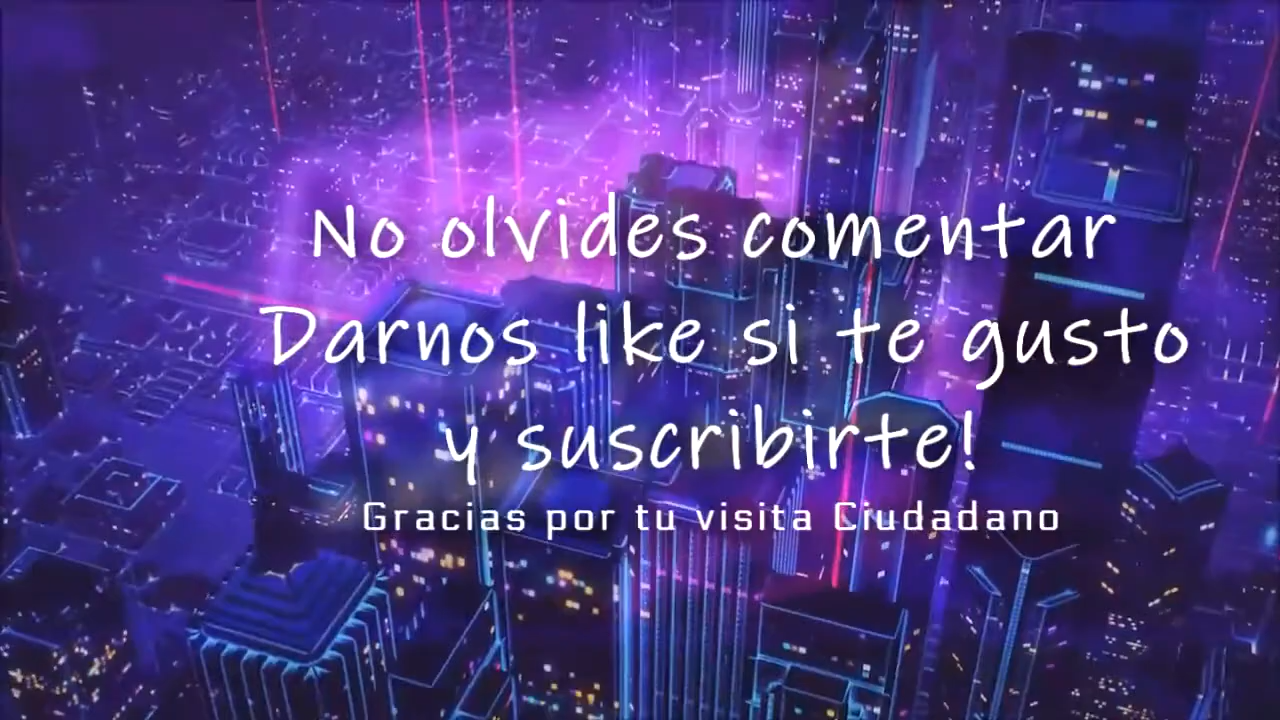 No olvides comentar
Darnos like si te gusto
y suscribirte!
Gracias por tu visita Ciudadano